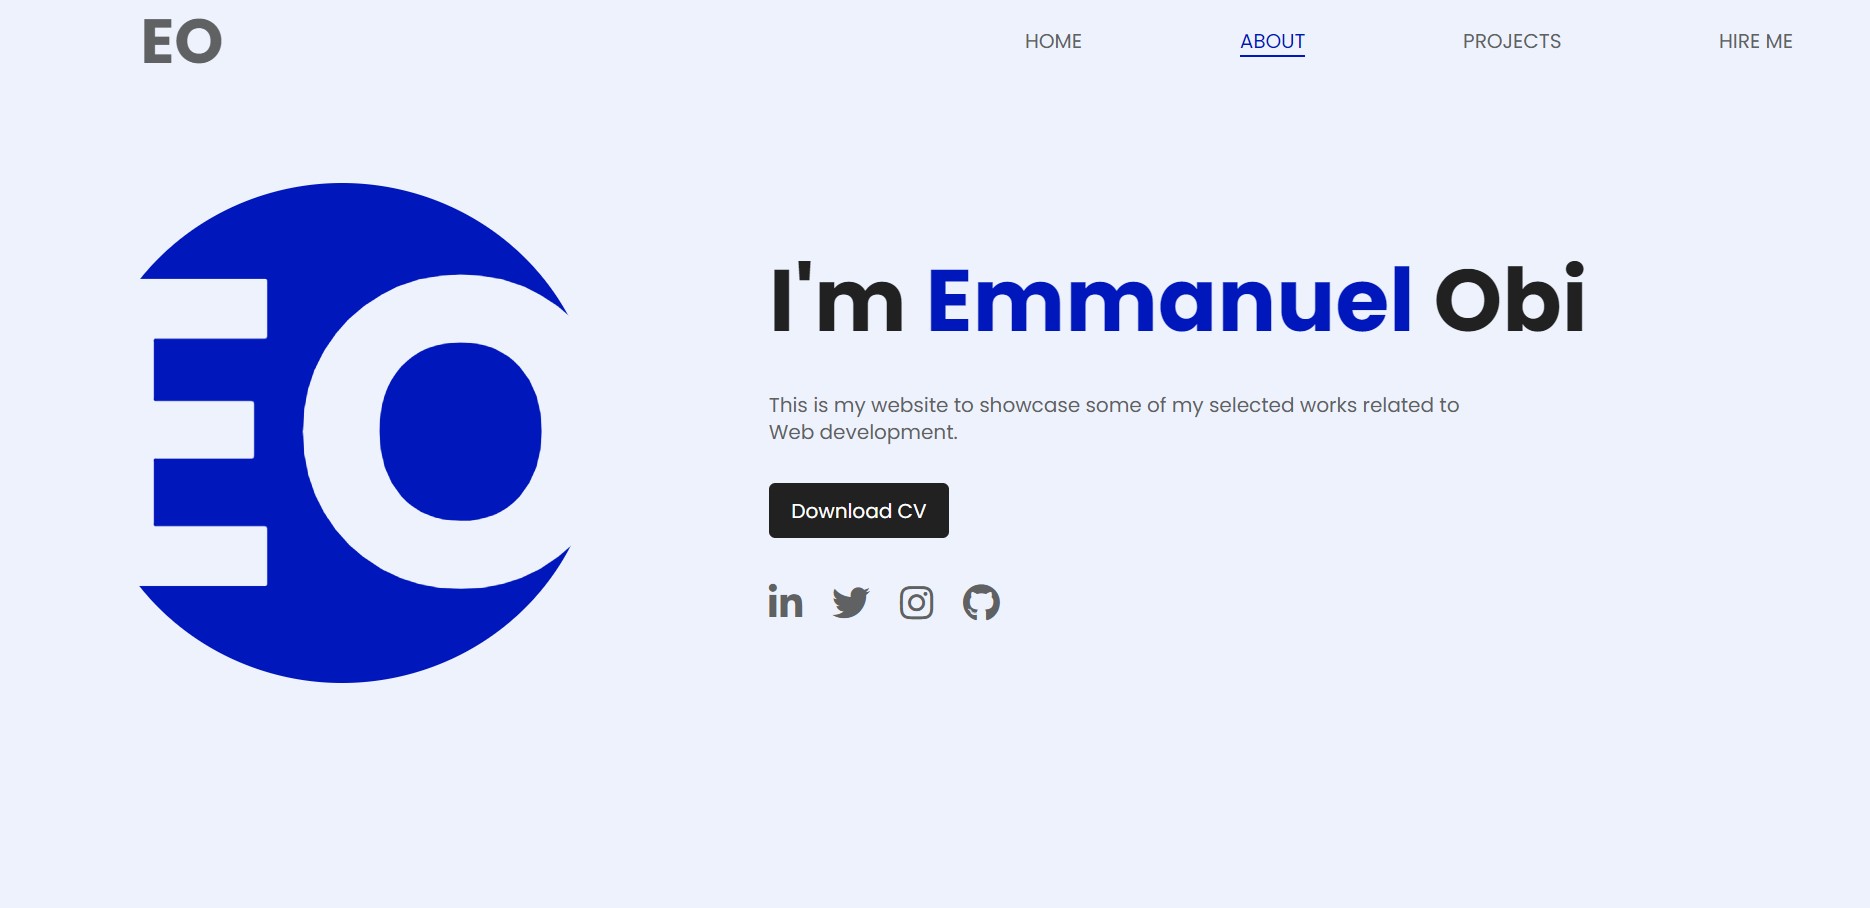 EO
HOME
ABOUT
PROJECTS
HIRE ME
EO
I'm Emmanuel Obi
This is my website to showcase some of my selected works related to
Web development.
Download CV
in